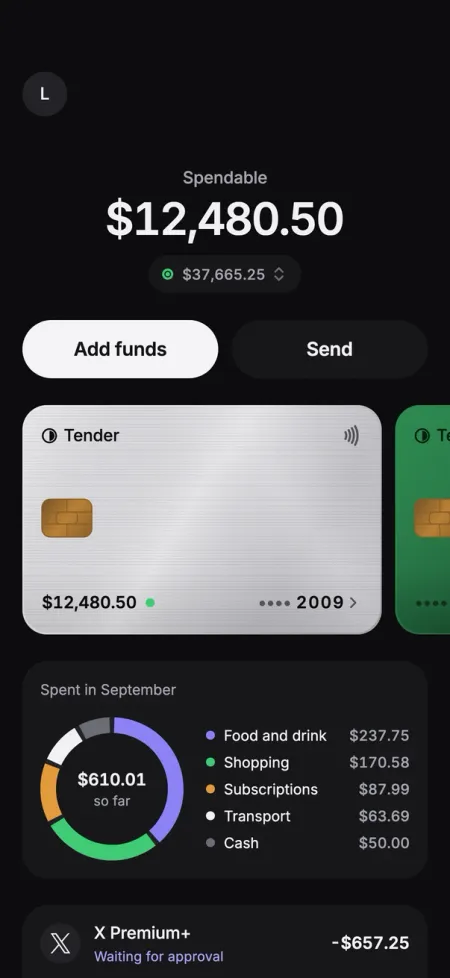 L
Spendable
$12,480.50
$37,665.25
Add funds
Send
Tender
Te
$12,480.50
•••• 2009
••••
Spent in September
$610.01
so far
Food and drink $237.75
Shopping $170.58
Subscriptions $87.99
Transport $63.69
Cash $50.00
X Premium+
-$657.25
Waiting for approval